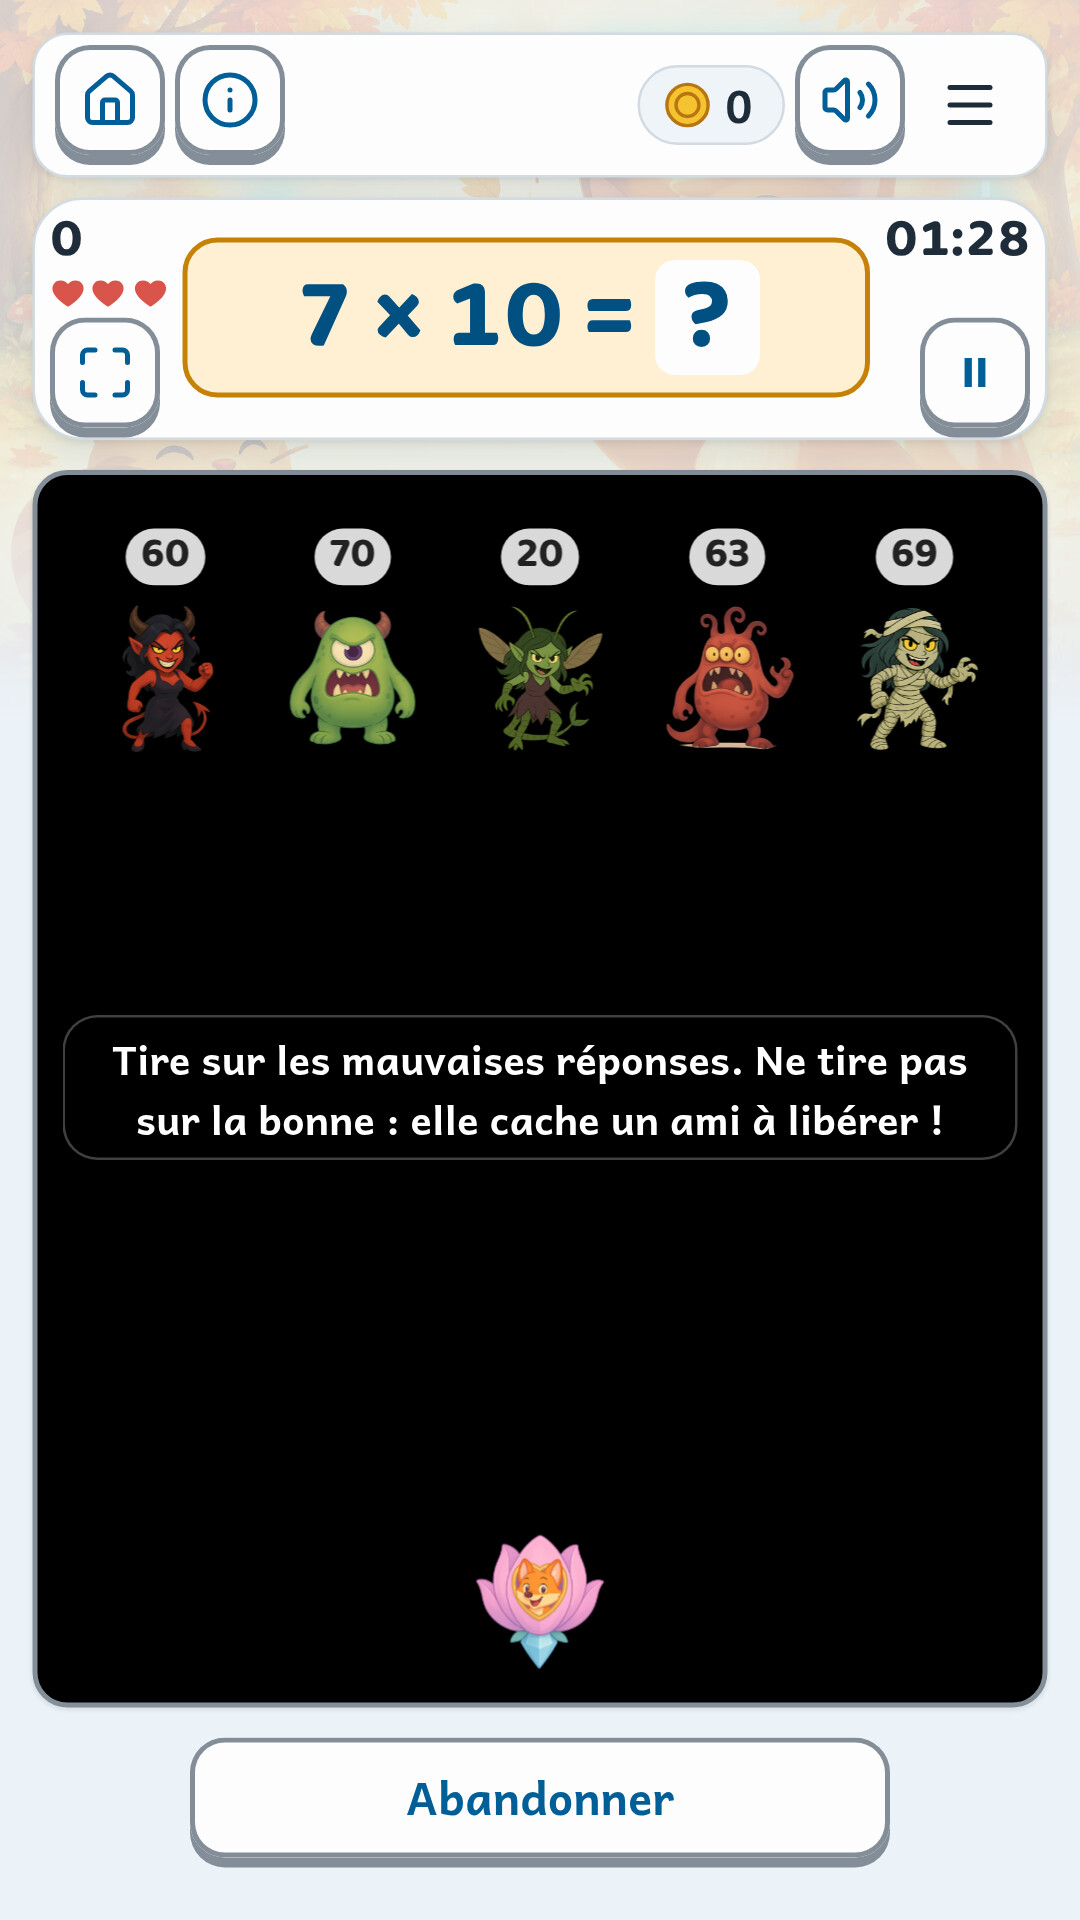 0
0
01:28
7 × 10 = ?
60 70 20 63 69
Tire sur les mauvaises réponses. Ne tire pas
sur la bonne : elle cache un ami à libérer !
Abandonner